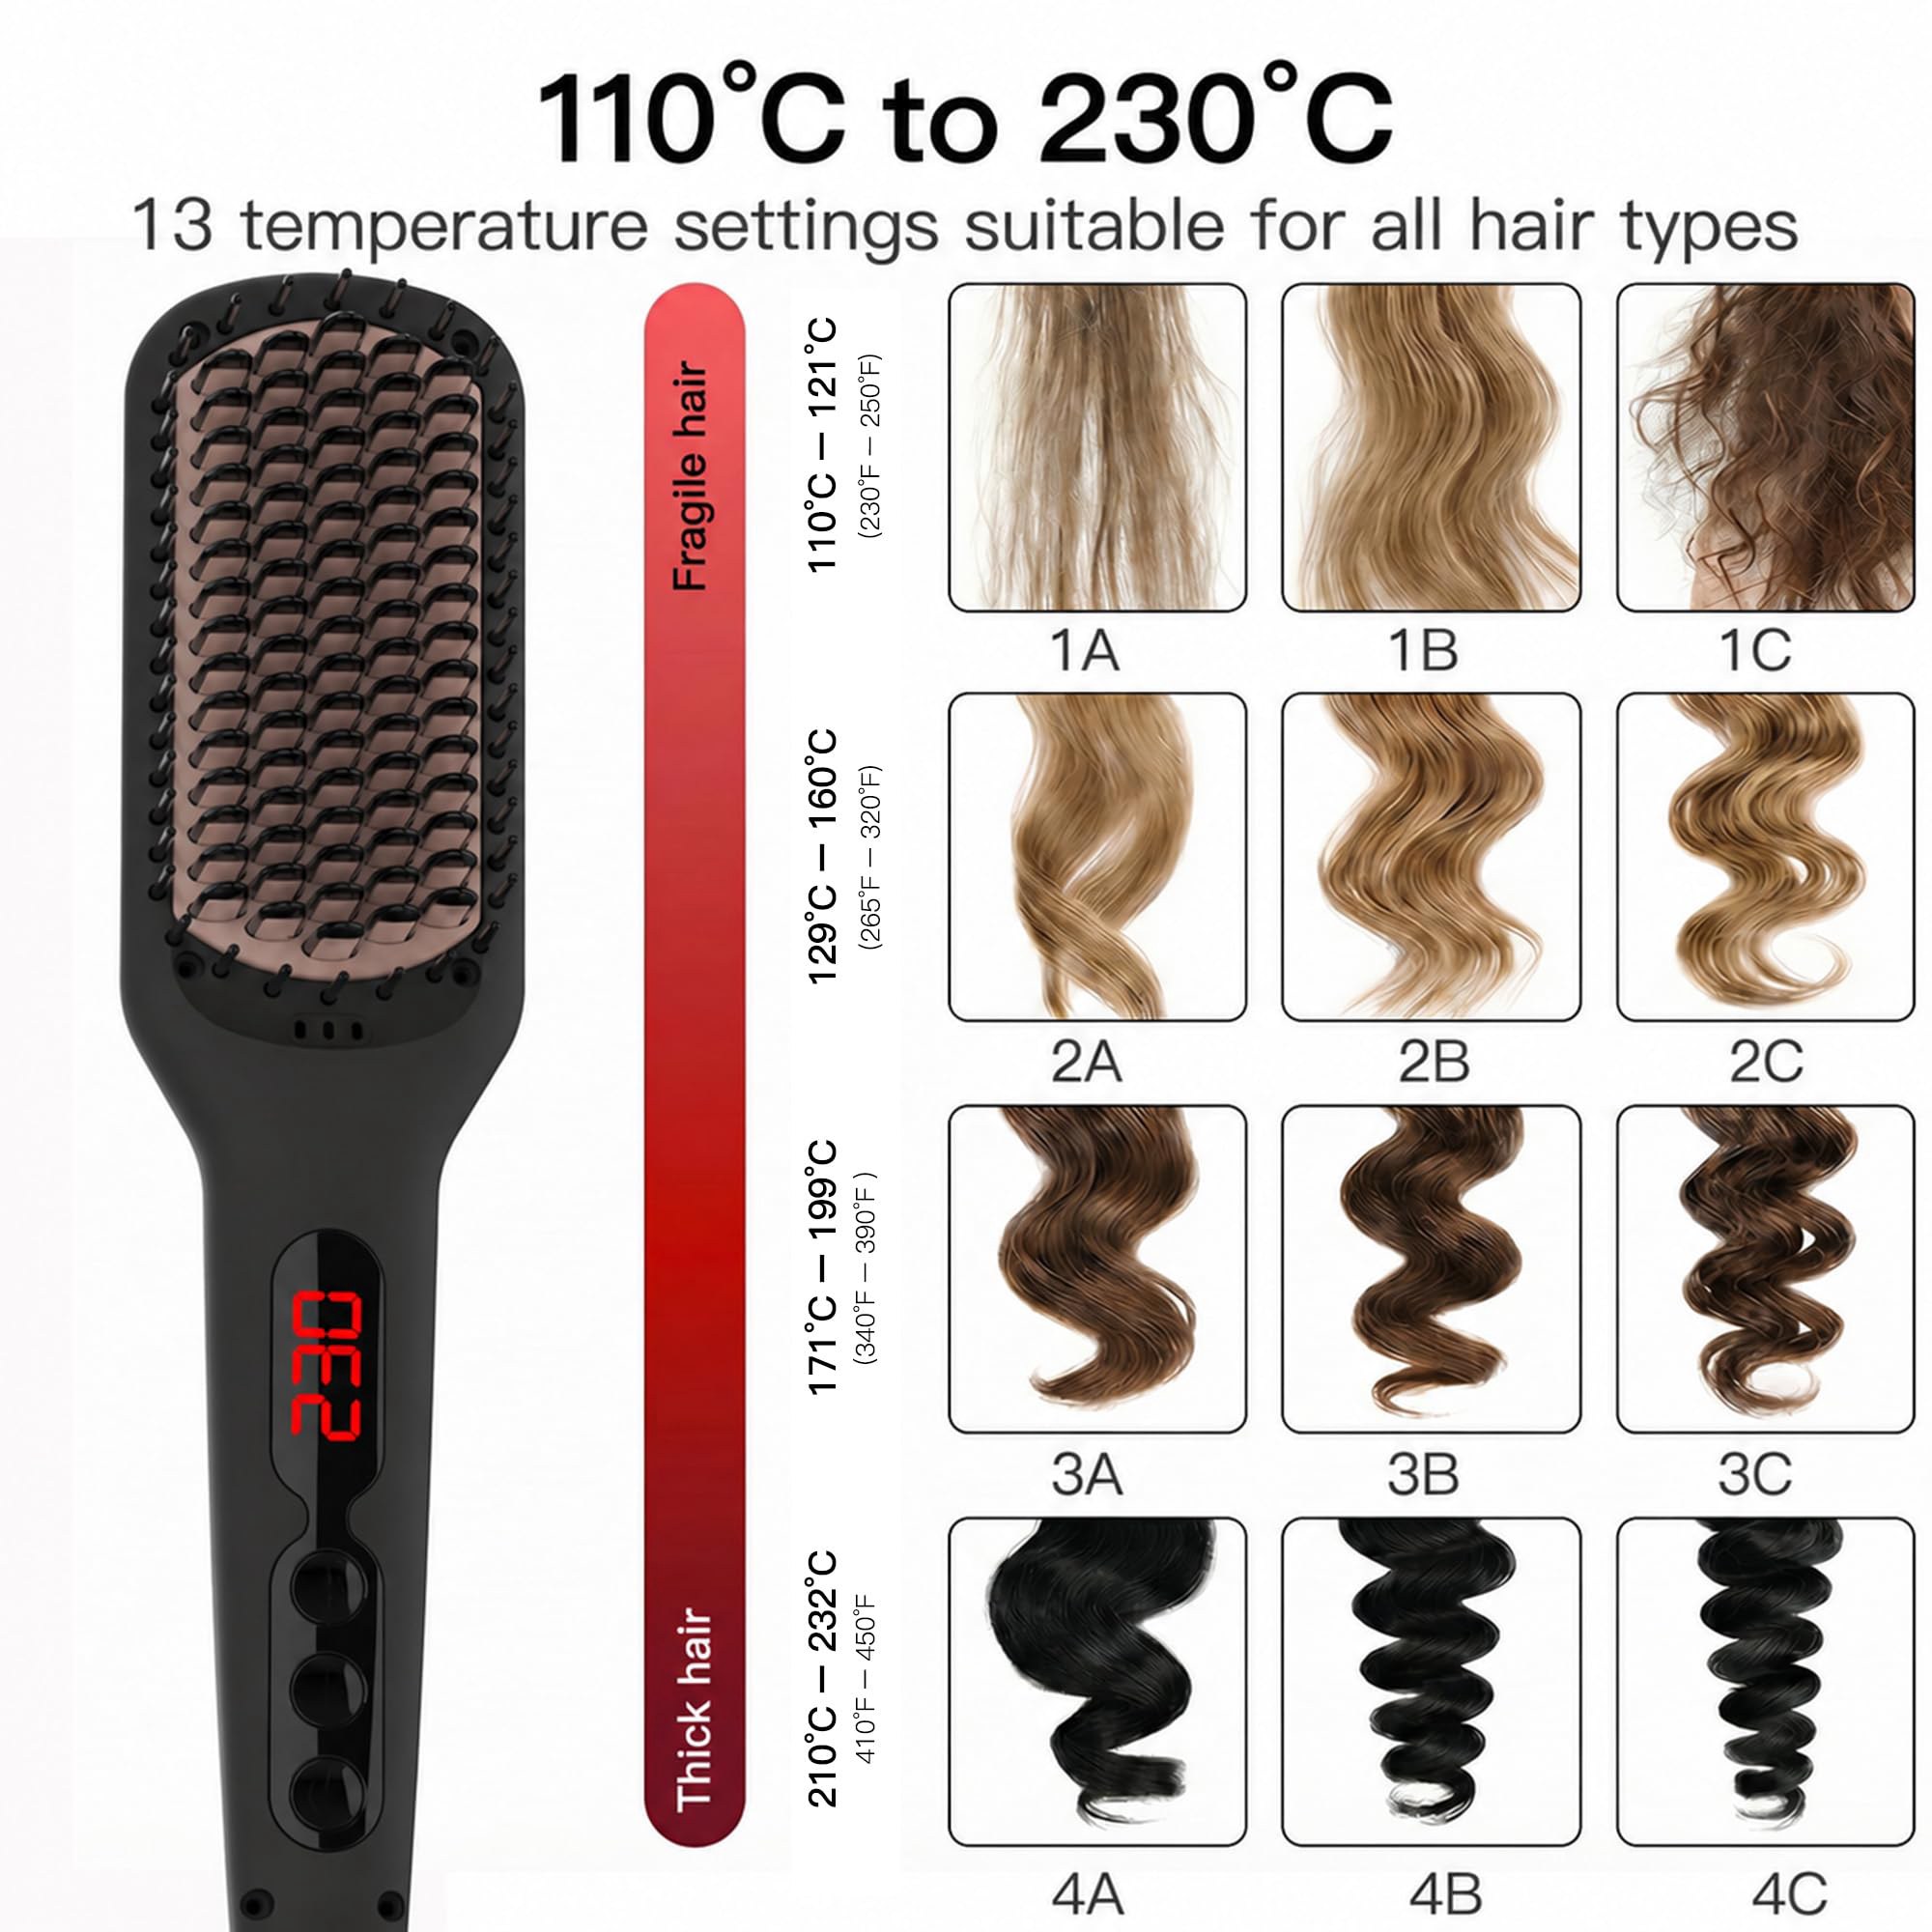 110°C to 230°C
13 temperature settings suitable for all hair types
Fragile hair
110°C — 121°C
(230°F — 250°F)
1A
1B
1C
129°C — 160°C
(265°F — 320°F)
2A
2B
2C
171°C — 199°C
(340°F — 390°F )
230
3A
3B
3C
Thick hair
210°C — 232°C
410°F — 450°F
4A
4B
4C